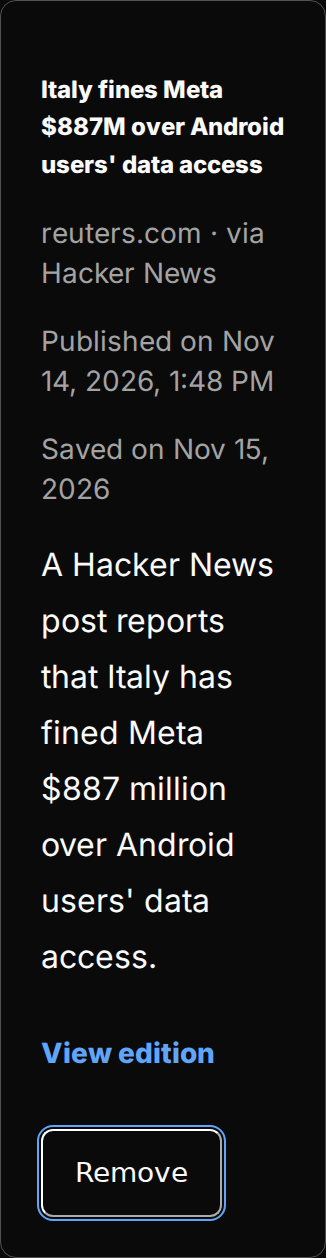 Italy fines Meta
$887M over Android
users' data access
reuters.com · via
Hacker News
Published on Nov
14, 2026, 1:48 PM
Saved on Nov 15,
2026
A Hacker News
post reports
that Italy has
fined Meta
$887 million
over Android
users' data
access.
View edition
Remove